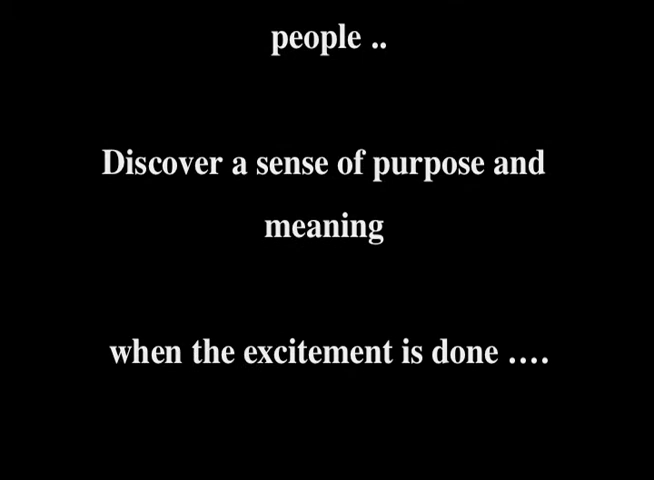 people ..
Discover a sense of purpose and
meaning
when the excitement is done ….